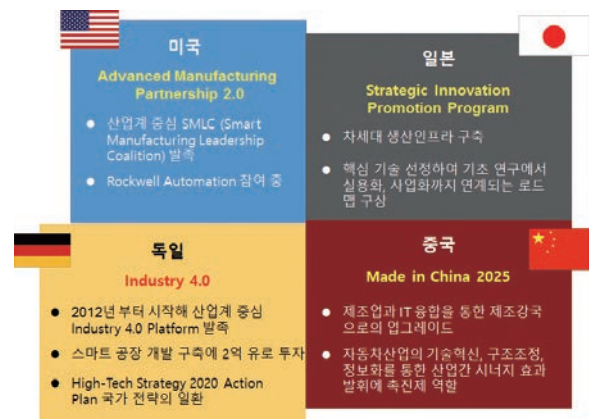 미국
Advanced Manufacturing
Partnership 2.0
• 산업계 중심 SMLC (Smart
Manufacturing Leadership
Coalition) 발족
• Rockwell Automation 참여 중
일본
Strategic Innovation
Promotion Program
• 차세대 생산인프라 구축
• 핵심 기술 선정하여 기초 연구에서
실용화, 사업화까지 연계되는 로드
맵 구상
독일
Industry 4.0
• 2012년 부터 시작해 산업계 중심
Industry 4.0 Platform 발족
• 스마트 공장 개발 구축에 2억 유로 투자
• High-Tech Strategy 2020 Action
Plan 국가 전략의 일환
중국
Made in China 2025
• 제조업과 IT 융합을 통한 제조강국
으로의 업그레이드
• 자동차산업의 기술혁신, 구조조정,
정보화를 통한 산업간 시너지 효과
발휘에 촉진제 역할